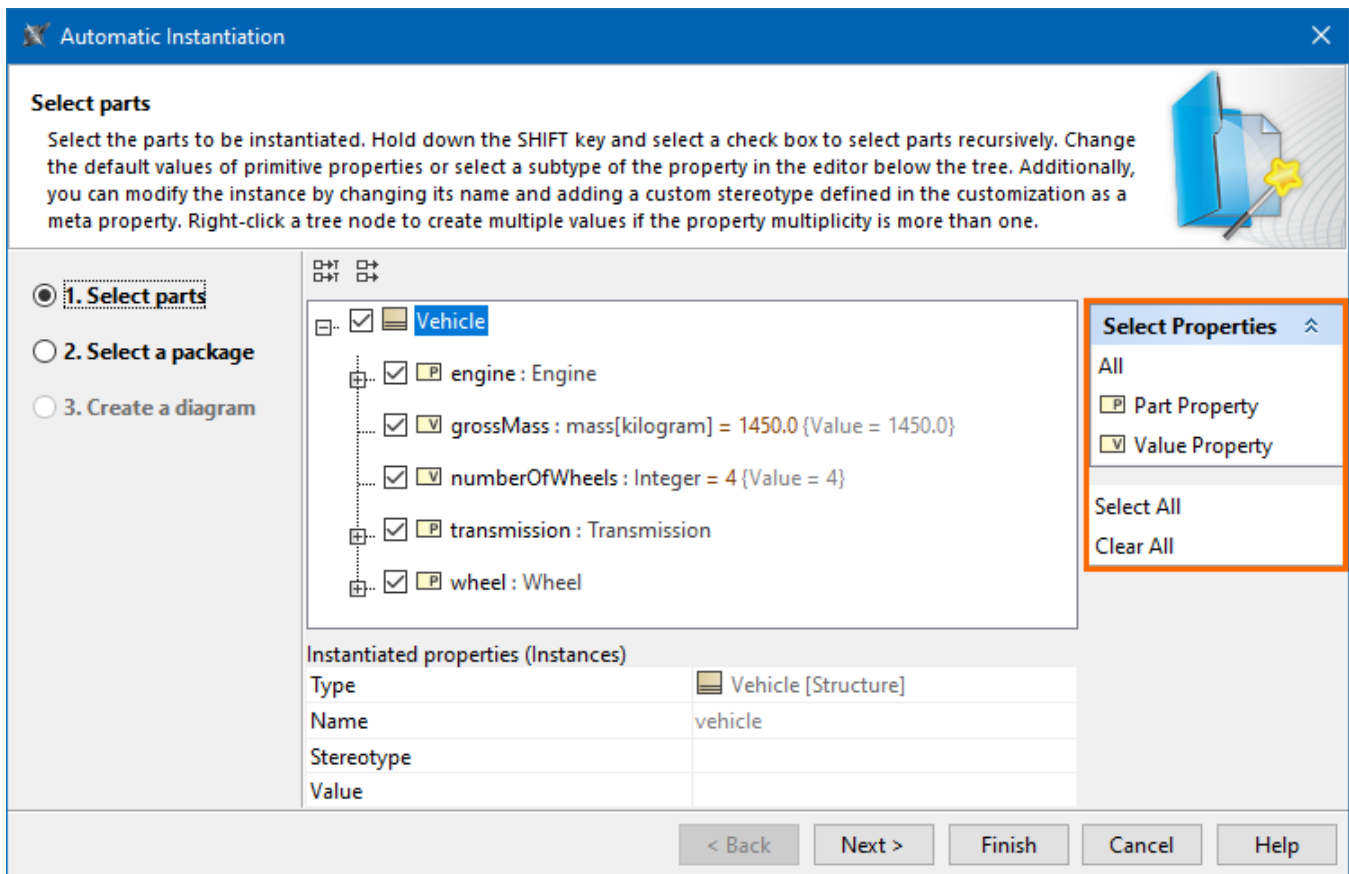 Automatic Instantiation
Select parts
Select the parts to be instantiated. Hold down the SHIFT key and select a check box to select parts recursively. Change
the default values of primitive properties or select a subtype of the property in the editor below the tree. Additionally,
you can modify the instance by changing its name and adding a custom stereotype defined in the customization as a
meta property. Right-click a tree node to create multiple values if the property multiplicity is more than one.
1. Select parts
2. Select a package
3. Create a diagram
Vehicle
P engine : Engine
V grossMass : mass[kilogram] = 1450.0 {Value = 1450.0}
V numberOfWheels : Integer = 4 {Value = 4}
P transmission : Transmission
P wheel : Wheel
Select Properties
All
P Part Property
V Value Property
Select All
Clear All
Instantiated properties (Instances)
Type Vehicle [Structure]
Name vehicle
Stereotype
Value
< Back Next > Finish Cancel Help